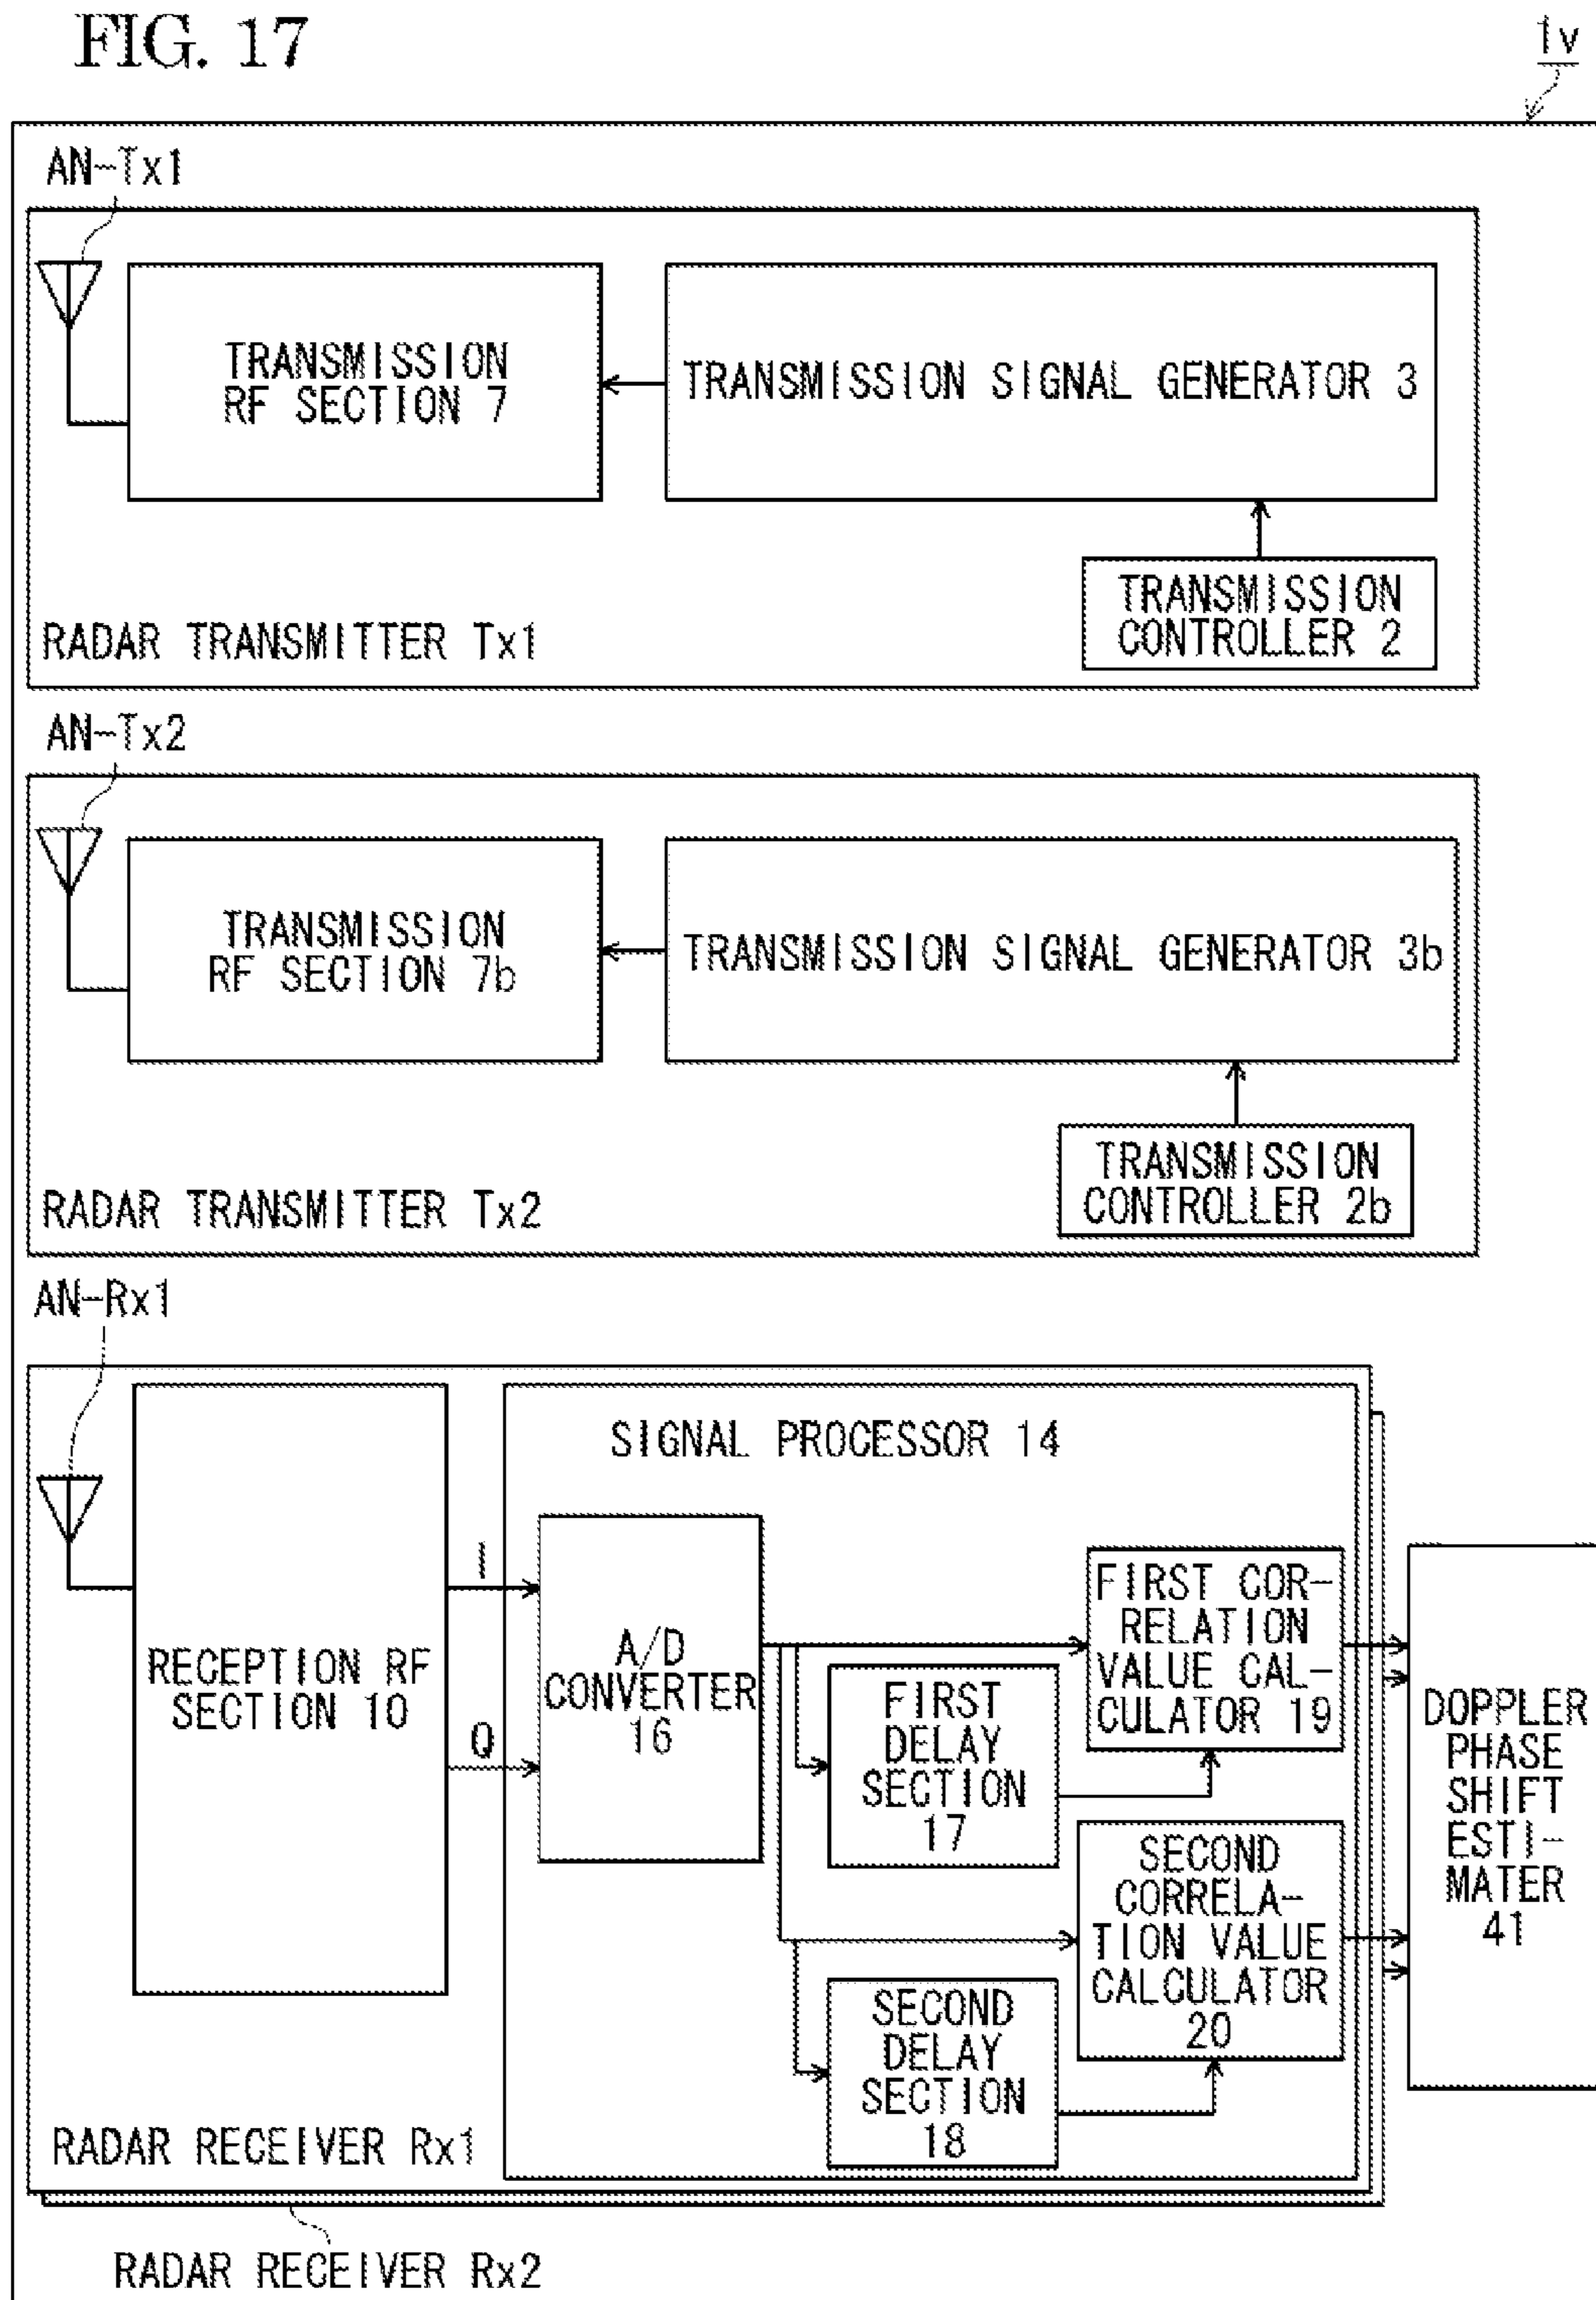 FIG. 17
1v
AN-Tx1
TRANSMISSION
RF SECTION 7
TRANSMISSION SIGNAL GENERATOR 3
TRANSMISSION
CONTROLLER 2
RADAR TRANSMITTER Tx1
AN-Tx2
TRANSMISSION
RF SECTION 7b
TRANSMISSION SIGNAL GENERATOR 3b
TRANSMISSION
CONTROLLER 2b
RADAR TRANSMITTER Tx2
AN-Rx1
RECEPTION RF
SECTION 10
I
Q
SIGNAL PROCESSOR 14
A/D
CONVERTER
16
FIRST DELAY
SECTION
17
FIRST COR-
RELATION
VALUE CAL-
CULATOR 19
SECOND
DELAY
SECTION
18
SECOND
CORRELA-
TION VALUE
CALCULATOR
20
DOPPLER
PHASE
SHIFT
ESTI-
MATER
41
RADAR RECEIVER Rx1
RADAR RECEIVER Rx2